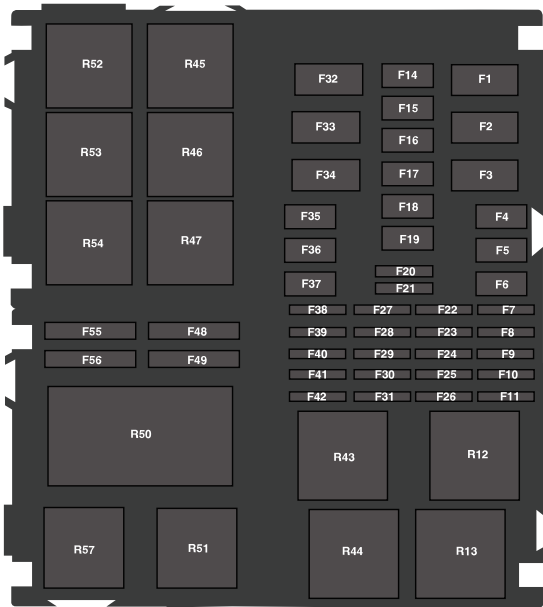 R52 R45 F32 F14 F1
F15
R53 R46 F33 F16 F2
F34 F17 F3
R54 R47 F35 F18 F4
F36 F19 F5
F37 F20 F6
F21
F38 F27 F22 F7
F55 F48 F39 F28 F23 F8
F56 F49 F40 F29 F24 F9
F41 F30 F25 F10
F42 F31 F26 F11
R50 R43 R12
R57 R51 R44 R13